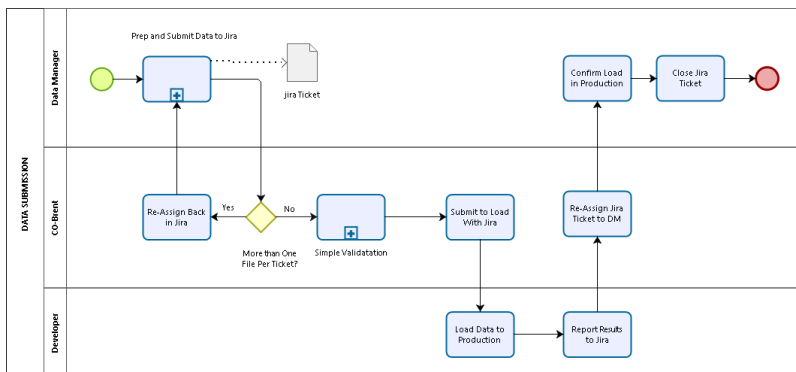 DATA SUBMISSION
Data Manager
Prep and Submit Data to Jira
Jira Ticket
Confirm Load
in Production
Close Jira
Ticket
CO-Brent
Re-Assign Back
in Jira
Yes
No
More than One
File Per Ticket?
Simple Validatation
Submit to Load
With Jira
Re-Assign Jira
Ticket to DM
Developer
Load Data to
Production
Report Results
to Jira